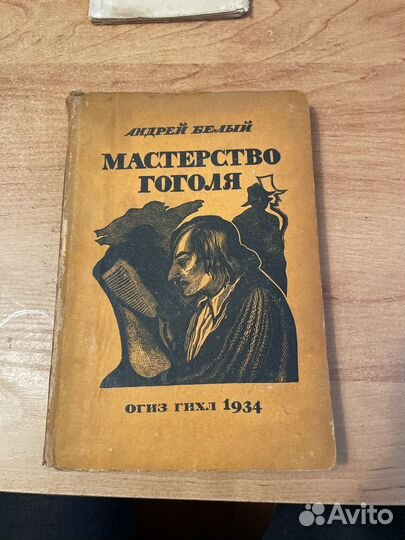 АНДРЕЙ БЕЛЫЙ
МАСТЕРСТВО
ГОГОЛЯ
ОГИЗ ГИХЛ 1934
Avito